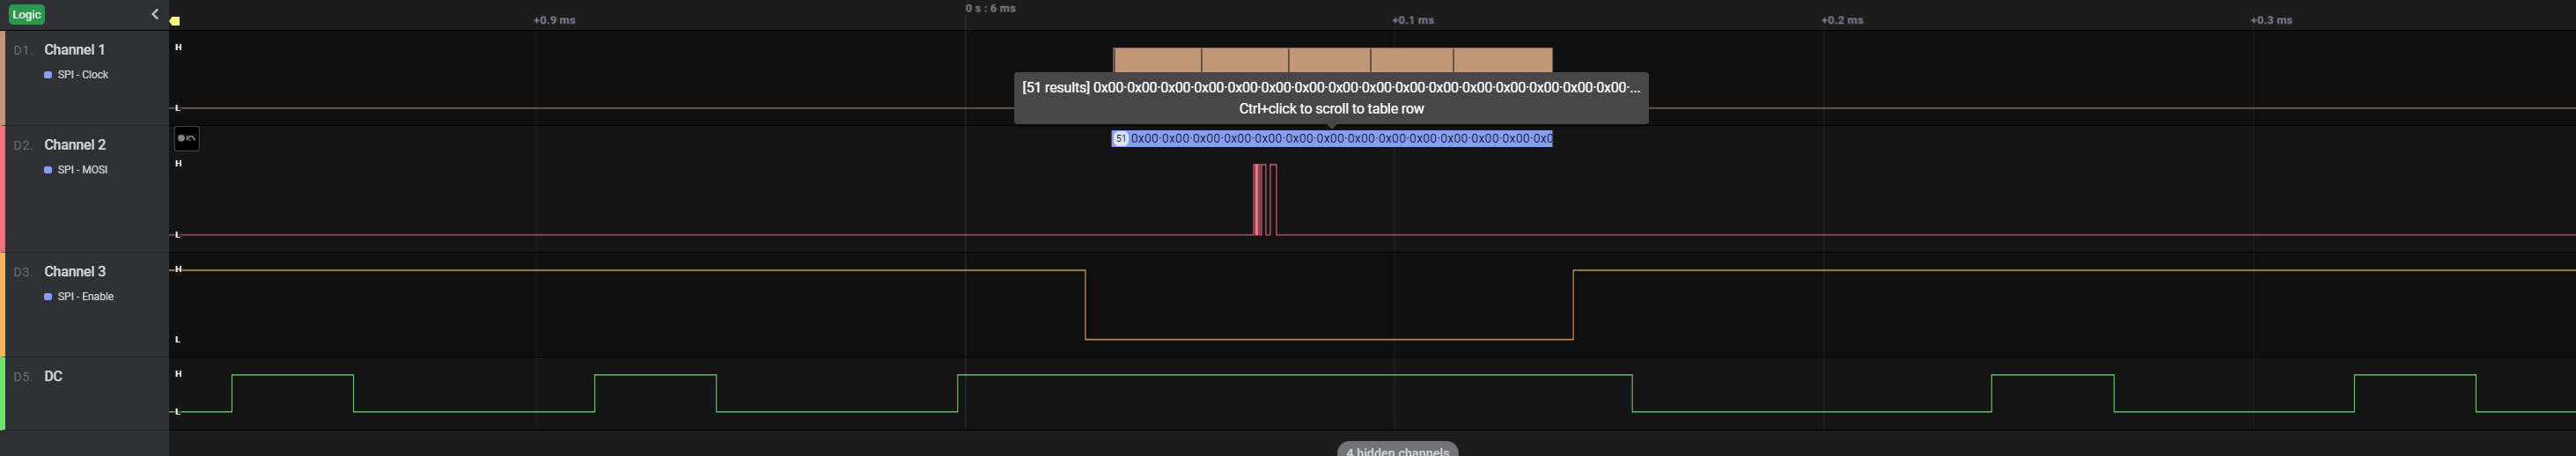 Logic
0 s : 6 ms
+0.9 ms
+0.1 ms
+0.2 ms
+0.3 ms
D1. Channel 1
H
SPI - Clock
L
[51 results] 0x00·0x00·0x00·0x00·0x00·0x00·0x00·0x00·0x00·0x00·0x00·0x00·0x00·0x00·0x00·0x00·...
Ctrl+click to scroll to table row
D2. Channel 2
51 0x00·0x00·0x00·0x00·0x00·0x00·0x00·0x00·0x00·0x00·0x00·0x00·0x00·0x0
H
SPI - MOSI
L
D3. Channel 3
H
SPI - Enable
L
D5. DC
H
L
4 hidden channels